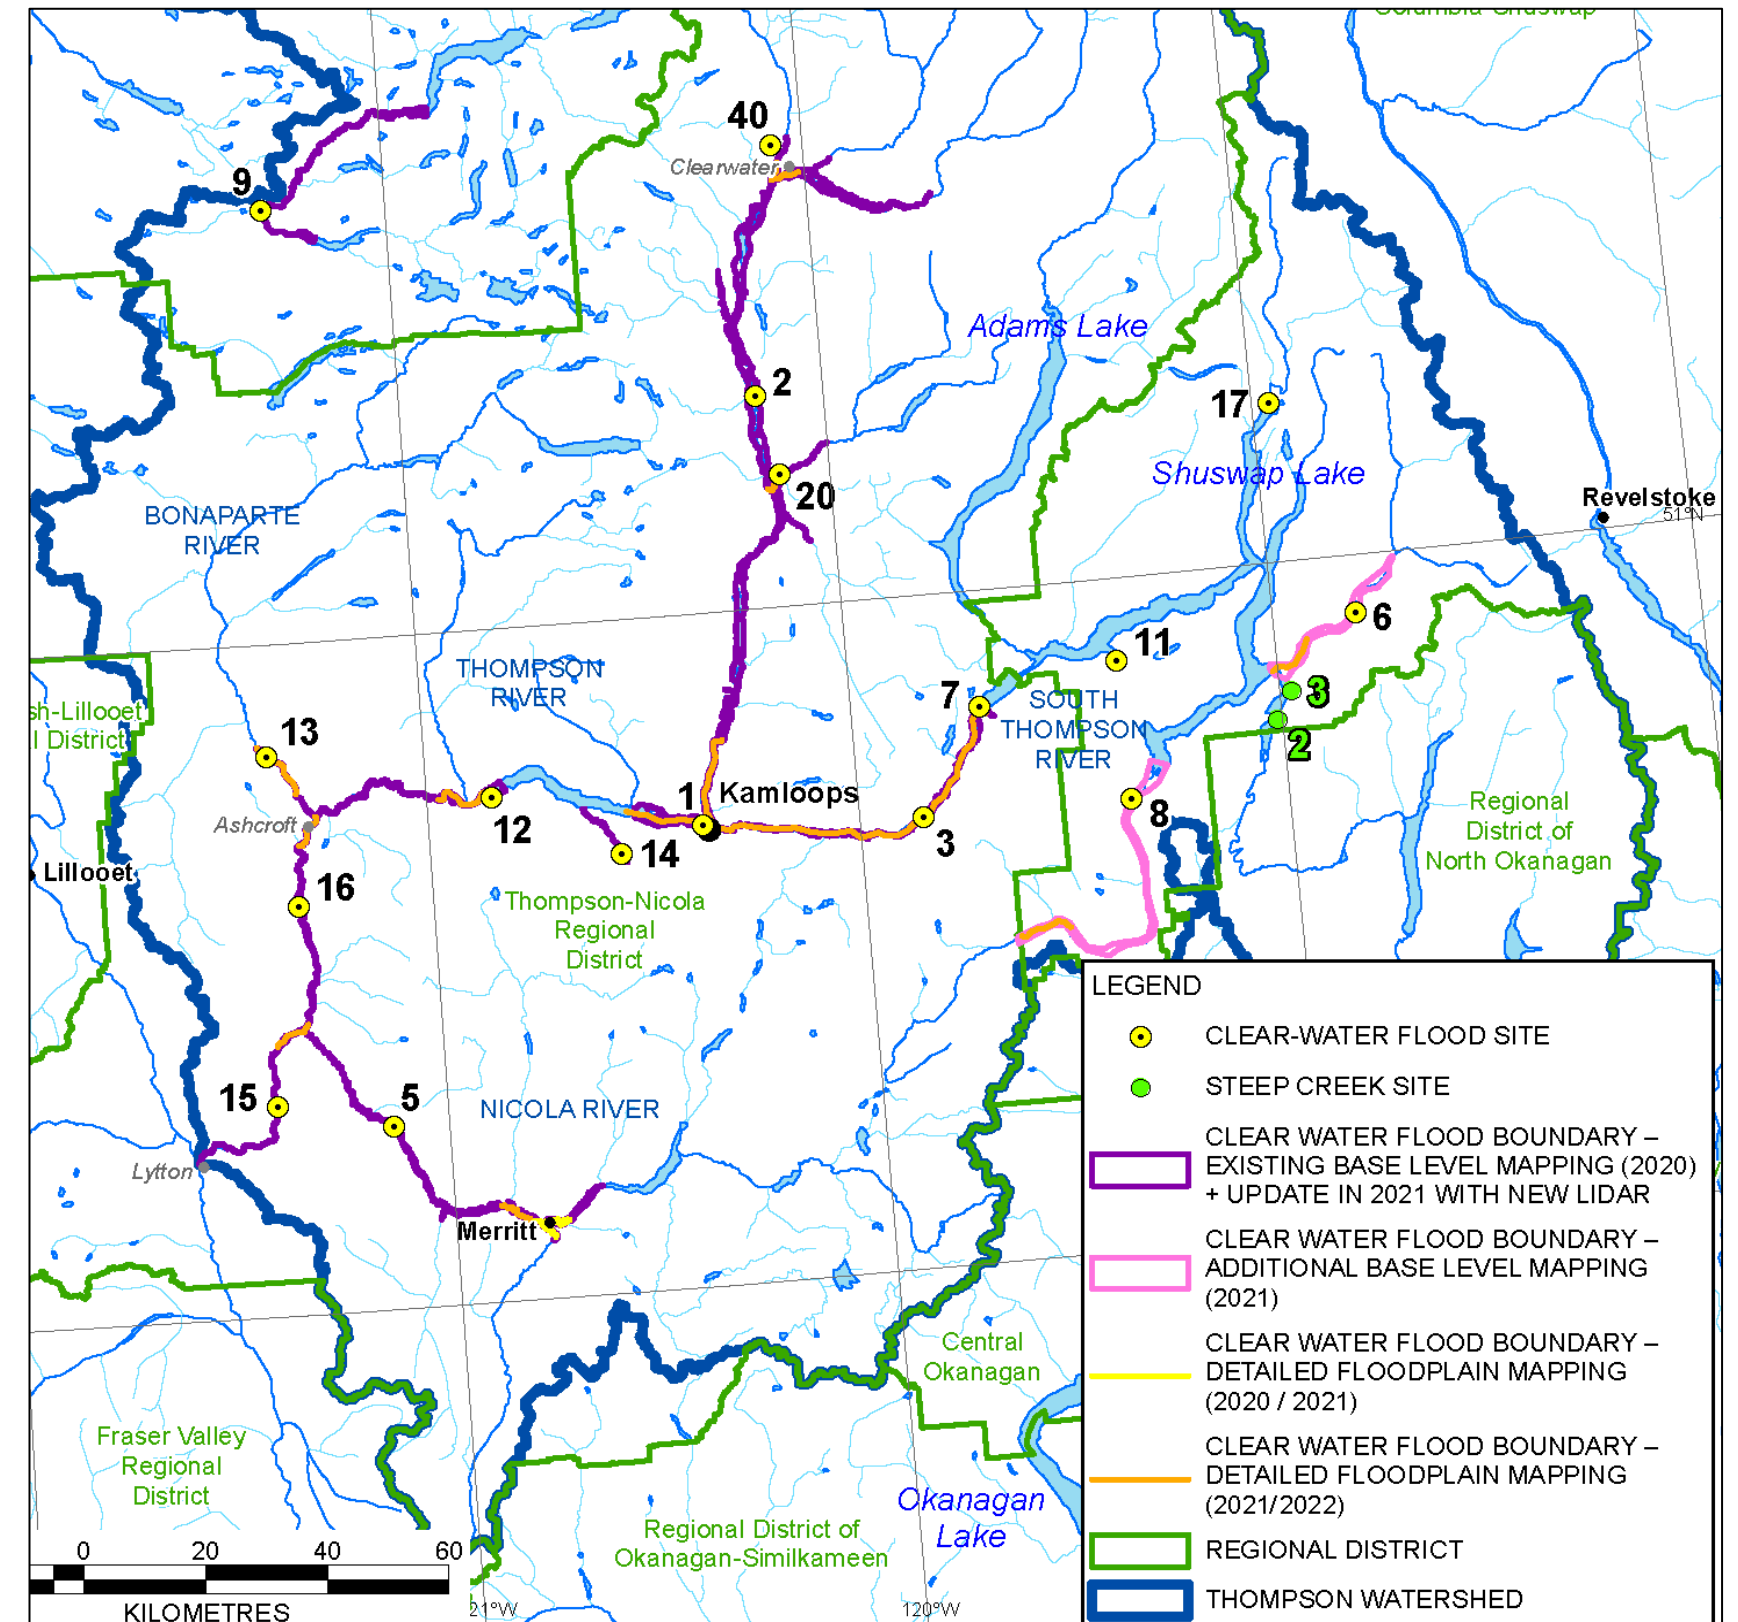 40
Clearwater
9
Adams Lake
2
17
Shuswap Lake
20
Revelstoke
51°N
BONAPARTE
RIVER
6
11
THOMPSON
RIVER
3
7
SOUTH
THOMPSON
RIVER
sh-Lillooet
l District
2
13
1
Kamloops
8
Regional
District of
North Okanagan
Ashcroft
12
14
3
Lillooet
16
Thompson-Nicola
Regional
District
15
5
NICOLA RIVER
Lytton
Merritt
Central
Okanagan
Fraser Valley
Regional
District
Okanagan
Lake
Regional District of
Okanagan-Similkameen
0 20 40 60
KILOMETRES
21°W
120°W
LEGEND
CLEAR-WATER FLOOD SITE
STEEP CREEK SITE
CLEAR WATER FLOOD BOUNDARY –
EXISTING BASE LEVEL MAPPING (2020)
+ UPDATE IN 2021 WITH NEW LIDAR
CLEAR WATER FLOOD BOUNDARY –
ADDITIONAL BASE LEVEL MAPPING
(2021)
CLEAR WATER FLOOD BOUNDARY –
DETAILED FLOODPLAIN MAPPING
(2020 / 2021)
CLEAR WATER FLOOD BOUNDARY –
DETAILED FLOODPLAIN MAPPING
(2021/2022)
REGIONAL DISTRICT
THOMPSON WATERSHED